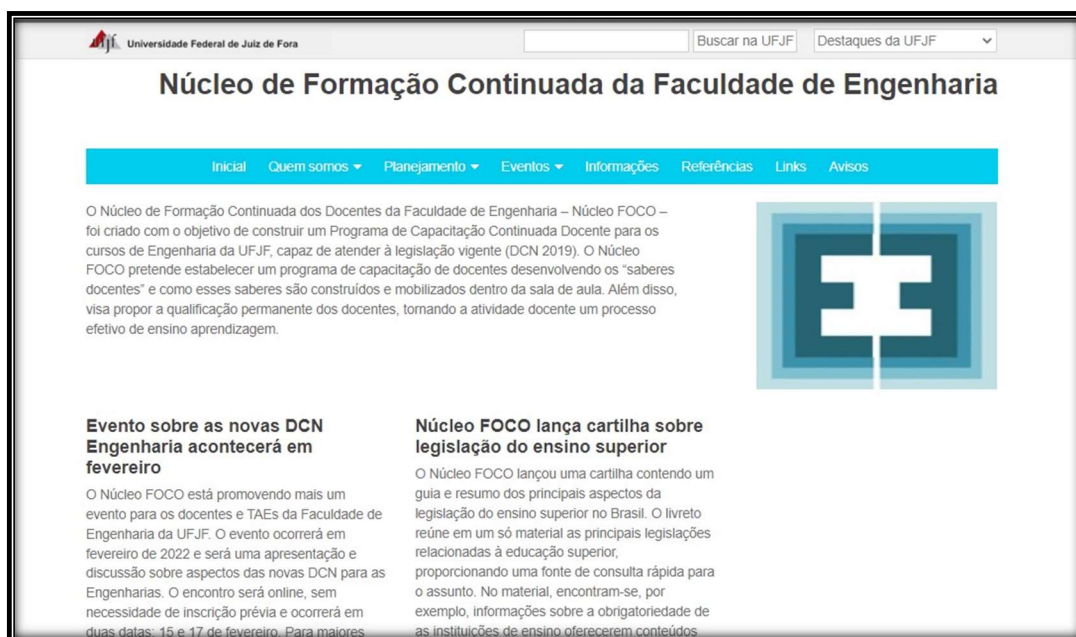 ufjf Universidade Federal de Juiz de Fora
Buscar na UFJF
Destaques da UFJF
Núcleo de Formação Continuada da Faculdade de Engenharia
Inicial Quem somos Planejamento Eventos Informações Referências Links Avisos
O Núcleo de Formação Continuada dos Docentes da Faculdade de Engenharia – Núcleo FOCO –
foi criado com o objetivo de construir um Programa de Capacitação Continuada Docente para os
cursos de Engenharia da UFJF, capaz de atender à legislação vigente (DCN 2019). O Núcleo
FOCO pretende estabelecer um programa de capacitação de docentes desenvolvendo os “saberes
docentes” e como esses saberes são construídos e mobilizados dentro da sala de aula. Além disso,
visa propor a qualificação permanente dos docentes, tornando a atividade docente um processo
efetivo de ensino aprendizagem.
Evento sobre as novas DCN
Engenharia acontecerá em
fevereiro
O Núcleo FOCO está promovendo mais um
evento para os docentes e TAEs da Faculdade de
Engenharia da UFJF. O evento ocorrerá em
fevereiro de 2022 e será uma apresentação e
discussão sobre aspectos das novas DCN para as
Engenharias. O encontro será online, sem
necessidade de inscrição prévia e ocorrerá em
duas datas: 15 e 17 de fevereiro. Para maiores
Núcleo FOCO lança cartilha sobre
legislação do ensino superior
O Núcleo FOCO lançou uma cartilha contendo um
guia e resumo dos principais aspectos da
legislação do ensino superior no Brasil. O livreto
reúne em um só material as principais legislações
relacionadas à educação superior,
proporcionando uma fonte de consulta rápida para
o assunto. No material, encontram-se, por
exemplo, informações sobre a obrigatoriedade de
as instituições de ensino oferecerem conteúdos